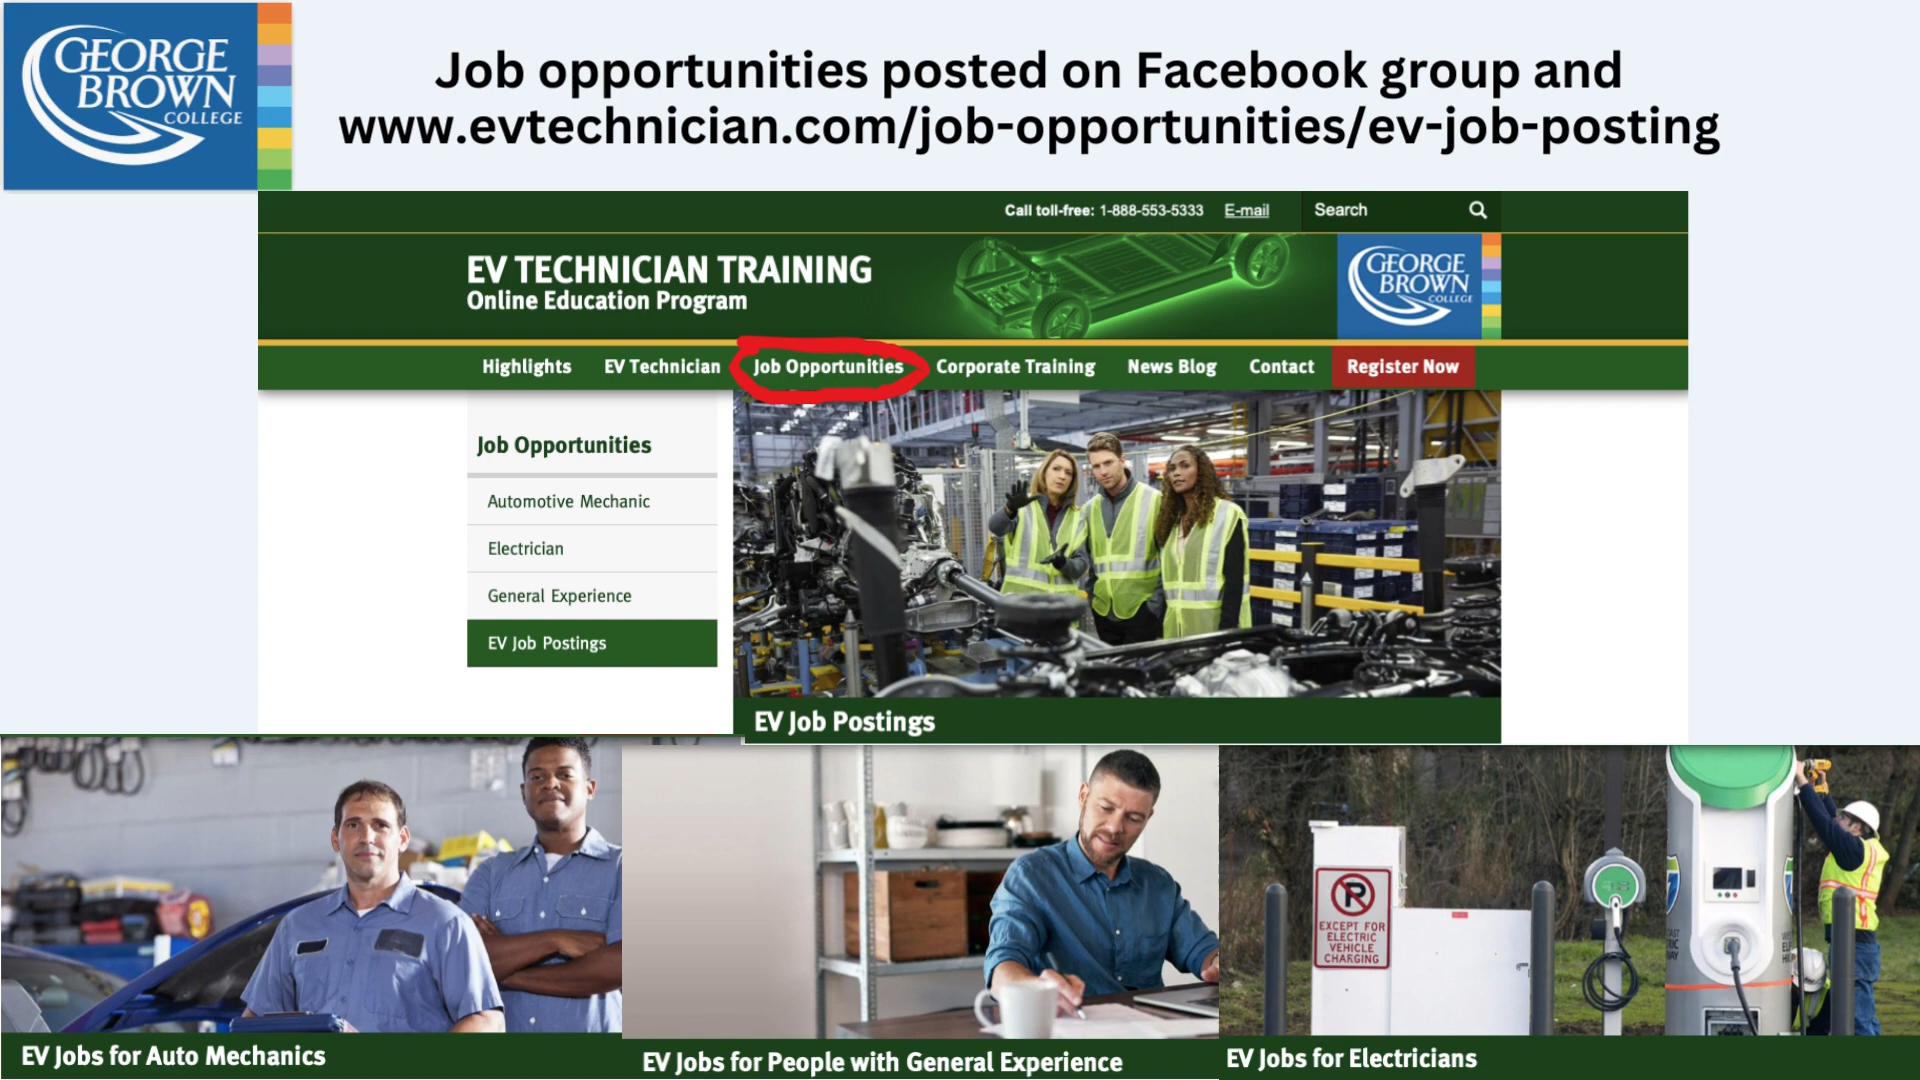 GEORGE
BROWN
COLLEGE
Job opportunities posted on Facebook group and
www.evtechnician.com/job-opportunities/ev-job-posting
Call toll-free: 1-888-553-5333 E-mail Search
EV TECHNICIAN TRAINING
Online Education Program
GEORGE
BROWN
COLLEGE
Highlights EV Technician Job Opportunities Corporate Training News Blog Contact Register Now
Job Opportunities
Automotive Mechanic
Electrician
General Experience
EV Job Postings
EV Job Postings
P
EXCEPT FOR
ELECTRIC
VEHICLE
CHARGING
EV Jobs for Auto Mechanics
EV Jobs for People with General Experience
EV Jobs for Electricians